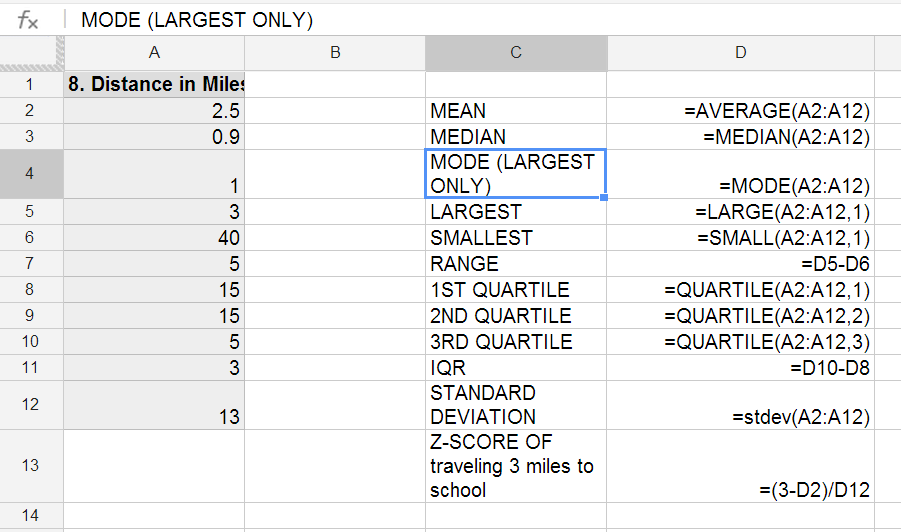 fx MODE (LARGEST ONLY)
A B C D
1 8. Distance in Miles
2 2.5 MEAN =AVERAGE(A2:A12)
3 0.9 MEDIAN =MEDIAN(A2:A12)
4 1 MODE (LARGEST
ONLY) =MODE(A2:A12)
5 3 LARGEST =LARGE(A2:A12,1)
6 40 SMALLEST =SMALL(A2:A12,1)
7 5 RANGE =D5-D6
8 15 1ST QUARTILE =QUARTILE(A2:A12,1)
9 15 2ND QUARTILE =QUARTILE(A2:A12,2)
10 5 3RD QUARTILE =QUARTILE(A2:A12,3)
11 3 IQR =D10-D8
12 13 STANDARD
DEVIATION =stdev(A2:A12)
13 Z-SCORE OF
traveling 3 miles to
school =(3-D2)/D12
14